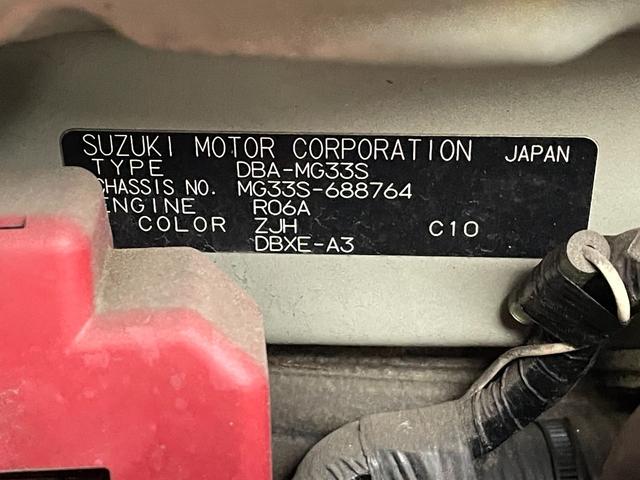 SUZUKI MOTOR CORPORATION JAPAN
TYPE DBA-MG33S
CHASSIS NO. MG33S-688764
ENGINE R06A
COLOR ZJH C10
DBXE-A3